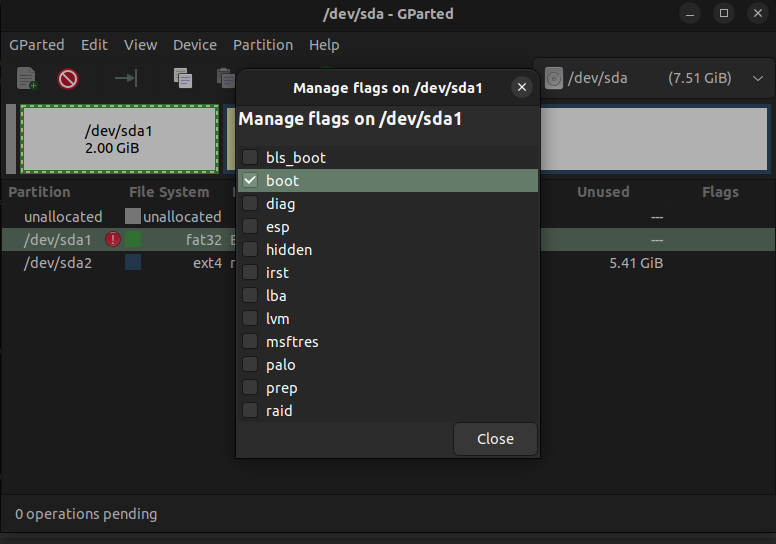 /dev/sda - GParted
GParted Edit View Device Partition Help
/dev/sda (7.51 GiB)
/dev/sda1
2.00 GiB
Manage flags on /dev/sda1
Manage flags on /dev/sda1
bls_boot
boot
diag
esp
hidden
irst
lba
lvm
msftres
palo
prep
raid
Close
Partition File System Unused Flags
unallocated unallocated ---
/dev/sda1 fat32 ---
/dev/sda2 ext4 5.41 GiB
0 operations pending